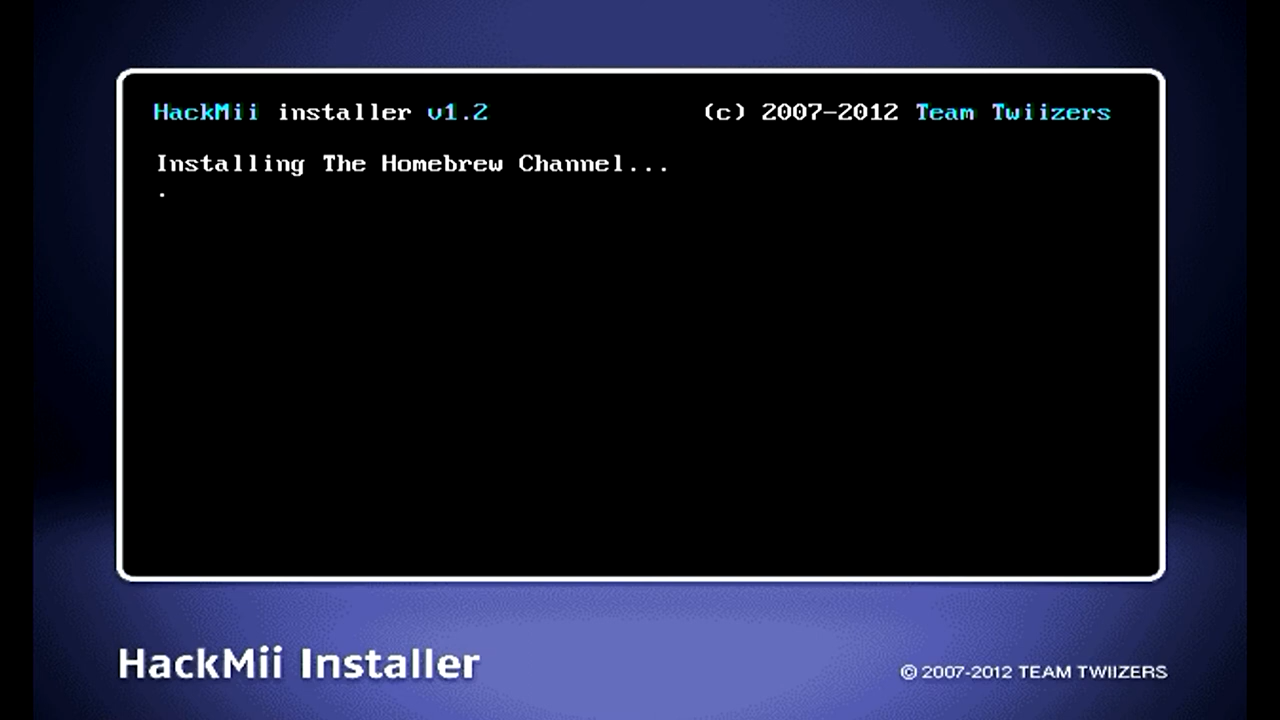 HackMii installer v1.2 (c) 2007-2012 Team Twiizers
Installing The Homebrew Channel...
.
HackMii Installer
© 2007-2012 TEAM TWIIZERS